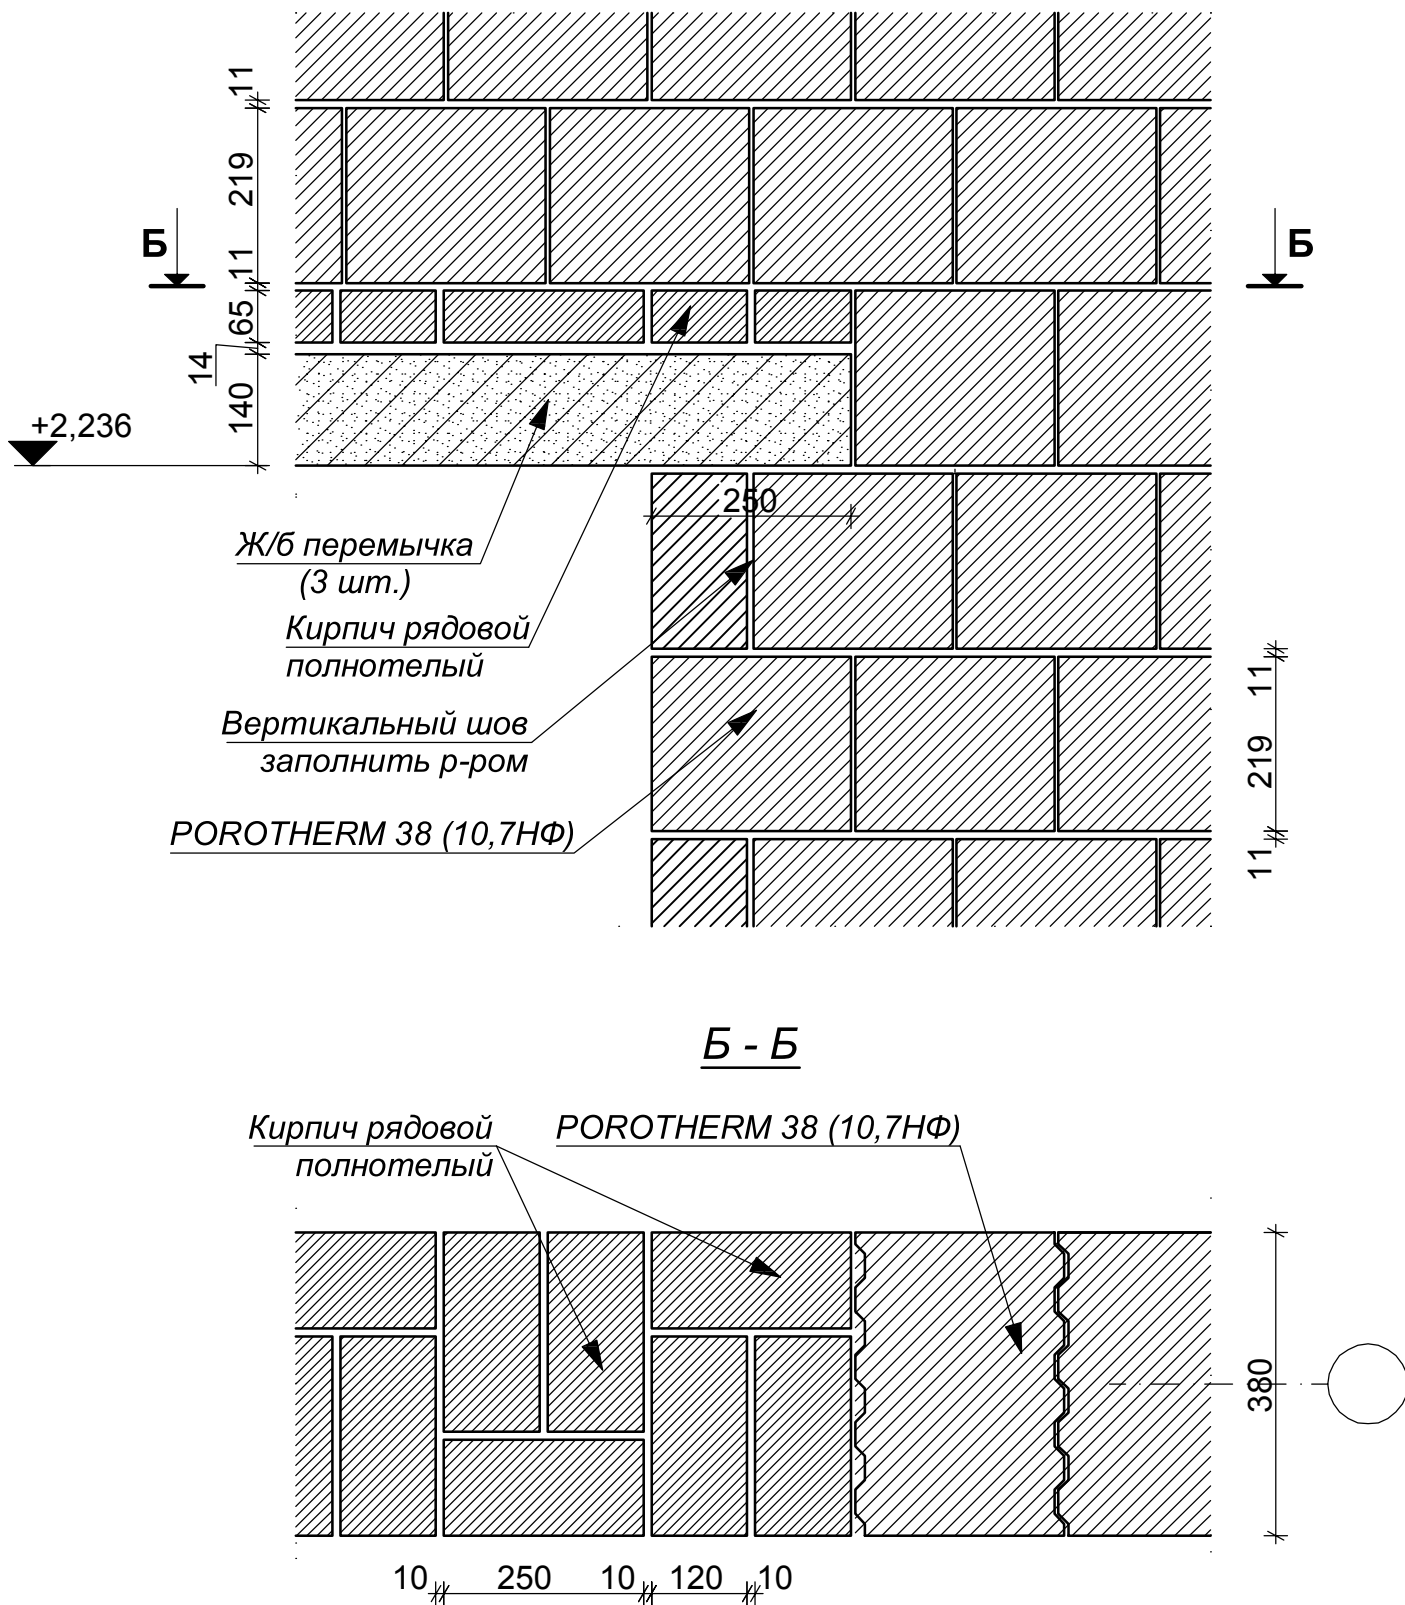 11
219
Б
Б
11
65
14
140
+2,236
250
Ж/б перемычка
(3 шт.)
Кирпич рядовой
полнотелый
11
Вертикальный шов
заполнить р-ром
219
POROTHERM 38 (10,7НФ)
11
Б - Б
Кирпич рядовой
полнотелый
POROTHERM 38 (10,7НФ)
380
10 250 10 120 10